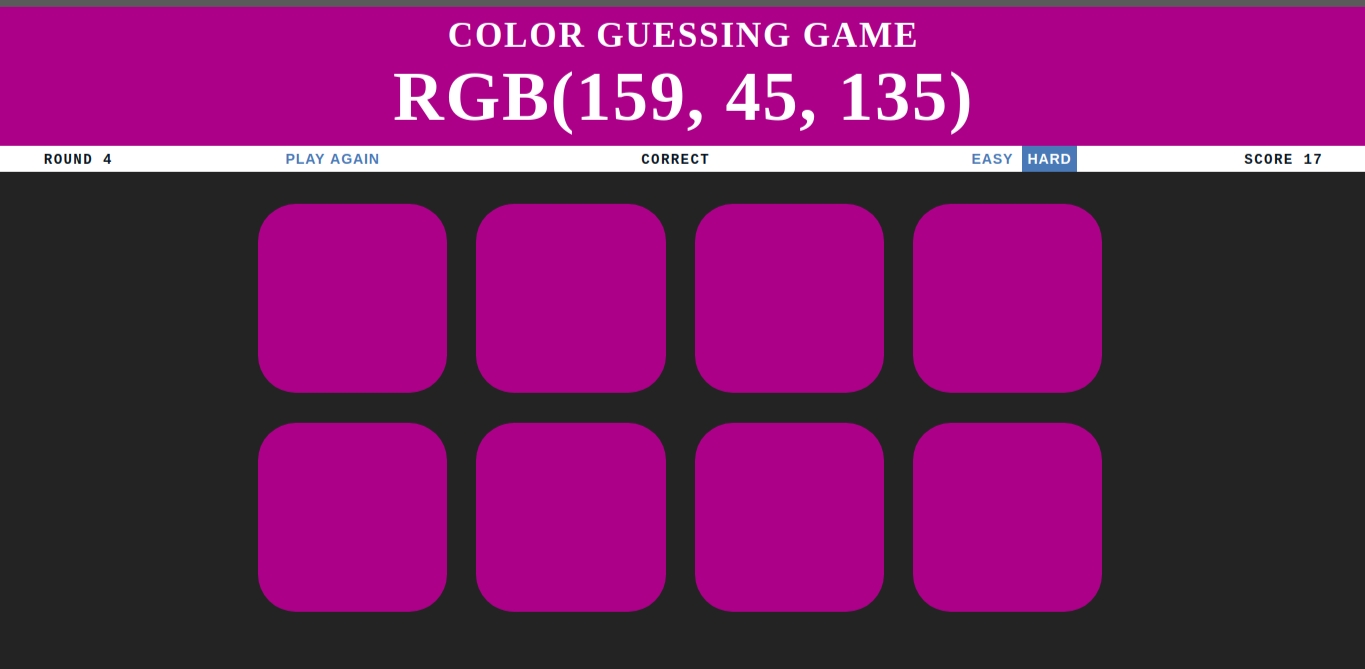 COLOR GUESSING GAME
RGB(159, 45, 135)
ROUND 4 PLAY AGAIN CORRECT EASY HARD SCORE 17